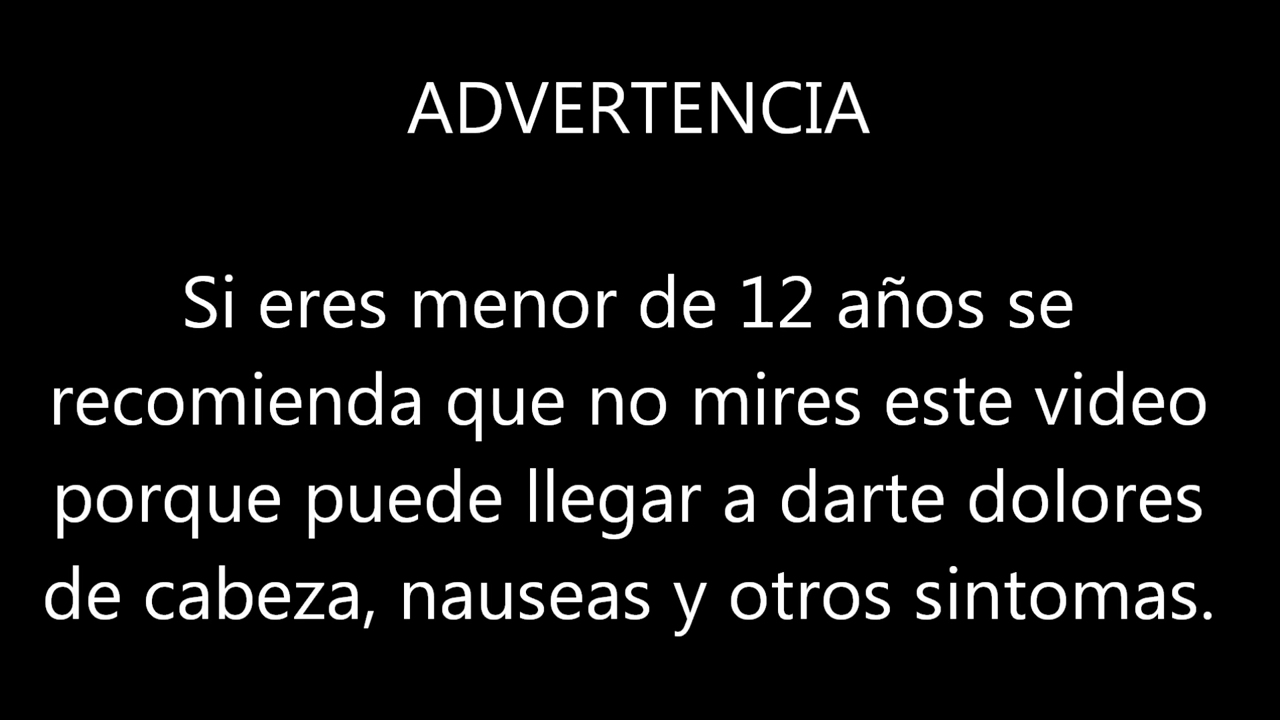 ADVERTENCIA
Si eres menor de 12 años se
recomienda que no mires este video
porque puede llegar a darte dolores
de cabeza, nauseas y otros sintomas.